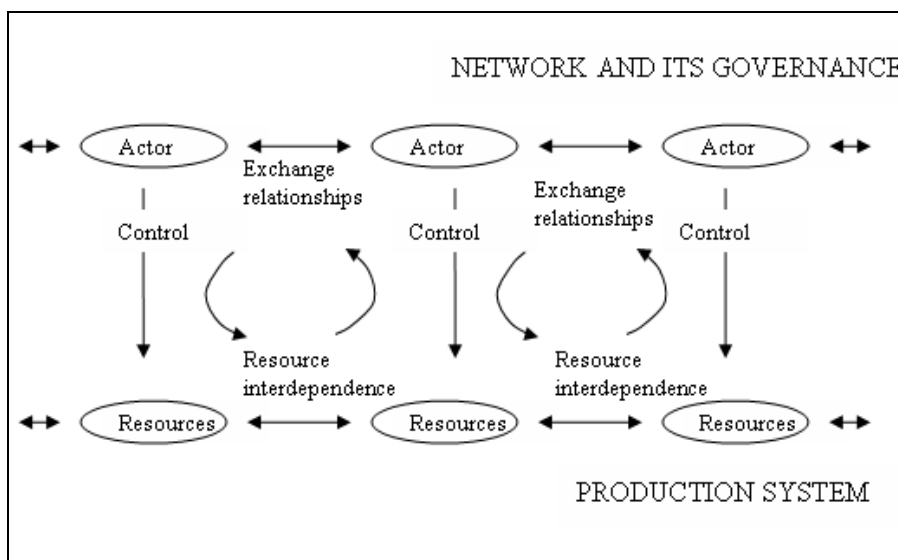 NETWORK AND ITS GOVERNANCE
Actor
Actor
Actor
Exchange
relationships
Exchange
relationships
Control
Control
Control
Resource
interdependence
Resource
interdependence
Resources
Resources
Resources
PRODUCTION SYSTEM